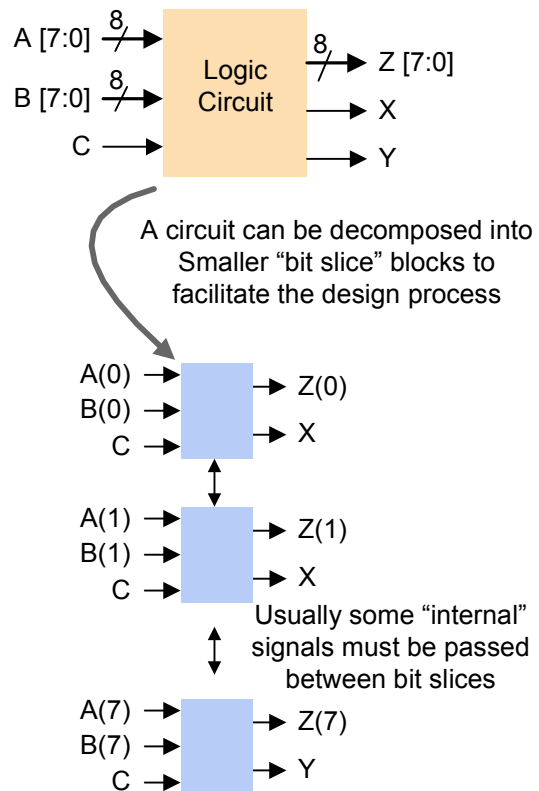 8
A [7:0]
8
B [7:0]
C
Logic
Circuit
8
Z [7:0]
X
Y
A circuit can be decomposed into
Smaller “bit slice” blocks to
facilitate the design process
A(0)
B(0)
C
Z(0)
X
A(1)
B(1)
C
Z(1)
X
Usually some “internal”
signals must be passed
between bit slices
A(7)
B(7)
C
Z(7)
Y